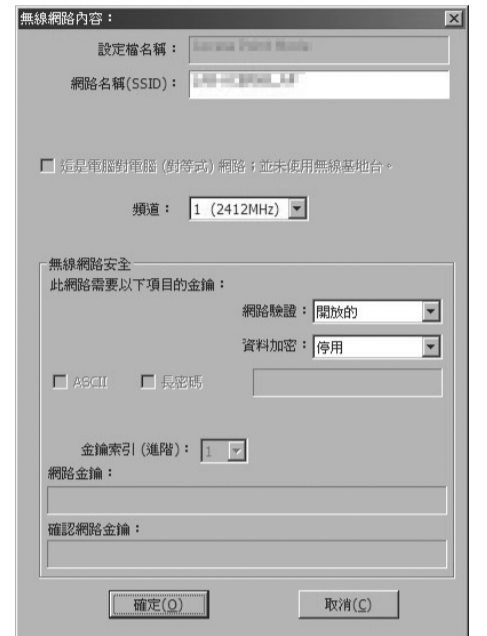 無線網路內容：
設定檔名稱：
網路名稱(SSID)：
這是電腦對電腦 (對等式) 網路；並未使用無線基地台。
頻道： 1 (2412MHz)
無線網路安全
此網路需要以下項目的金鑰：
網路驗證： 開放的
資料加密： 停用
ASCII 長密碼
金鑰索引 (進階)： 1
網路金鑰：
確認網路金鑰：
確定(O) 取消(C)